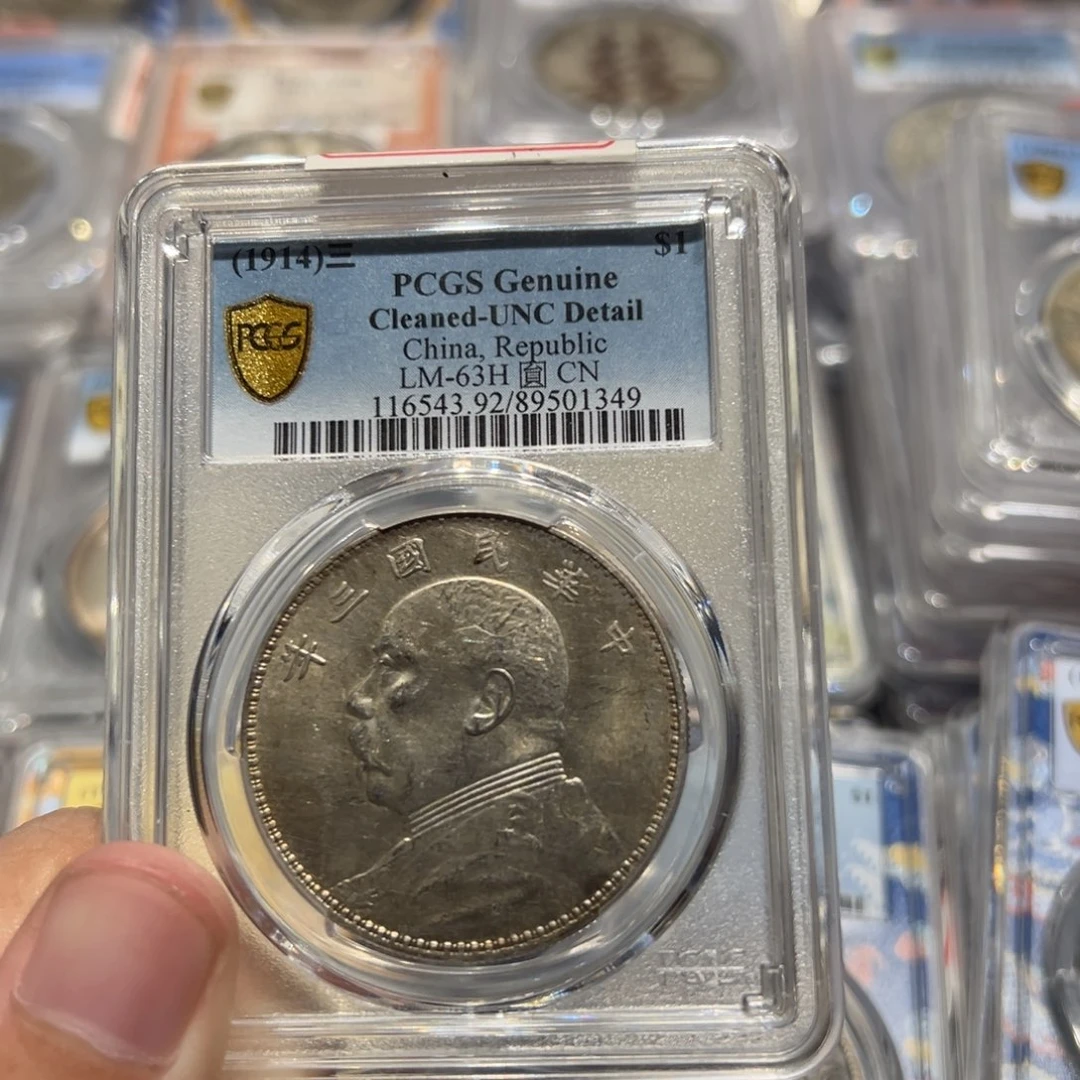 (1914)三 $1
PCGS Genuine
Cleaned-UNC Detail
PCGS
China, Republic
LM-63H 圓 CN
116543.92/89501349
年三國民華中